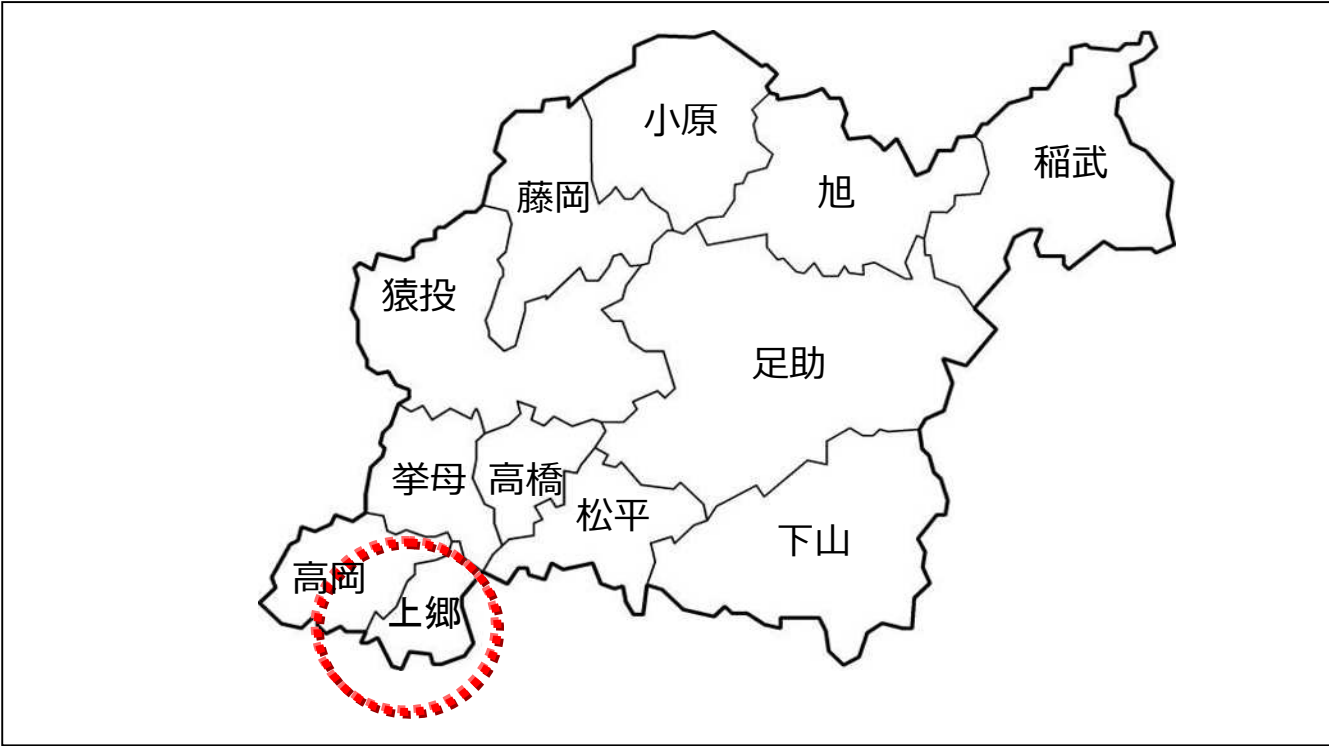 小原
稲武
旭
藤岡
猿投
足助
挙母
高橋
松平
下山
高岡
上郷